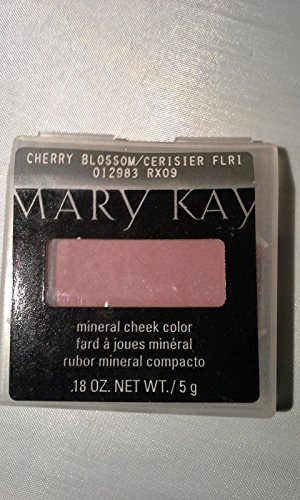 CHERRY BLOSSOM/CERISIER FLRI
012983 RX09
MARY KAY
mineral cheek color
fard à joues minéral
rubor mineral compacto
.18 OZ. NET WT. / 5 g